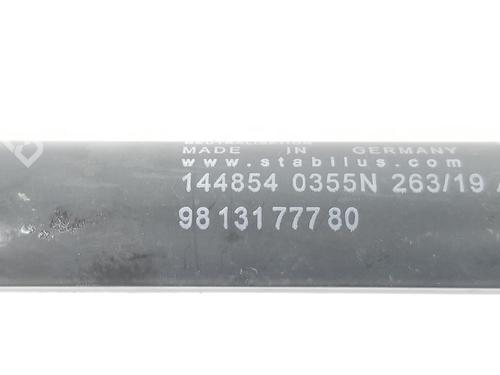 MADE IN GERMANY
www.stabilus.com
144854 0355N 263/19
98 131 777 80